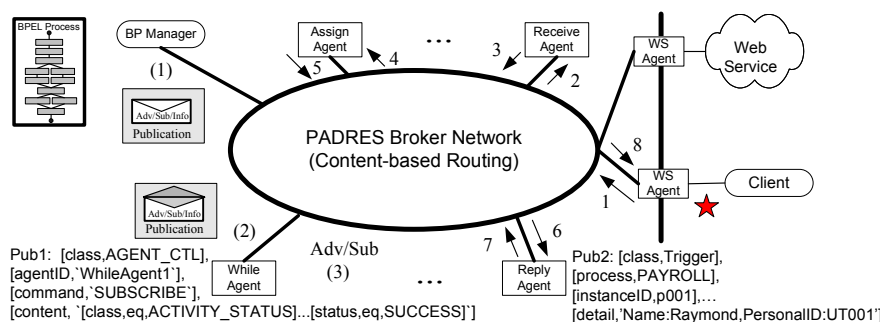 BPEL Process
BP Manager
(1)
Adv/Sub/Info
Publication
Assign
Agent
5
4
...
Receive
Agent
3
2
WS
Agent
Web
Service
PADRES Broker Network
(Content-based Routing)
8
1
WS
Agent
Client
Adv/Sub/Info
Publication
(2)
While
Agent
Adv/Sub
(3)
...
7
6
Reply
Agent
Pub1: [class,AGENT_CTL],
[agentID,`WhileAgent1`],
[command,`SUBSCRIBE`],
[content, `[class,eq,ACTIVITY_STATUS]...[status,eq,SUCCESS]`]
Pub2: [class,Trigger],
[process,PAYROLL],
[instanceID,p001],...
[detail,'Name:Raymond,PersonalID:UT001']